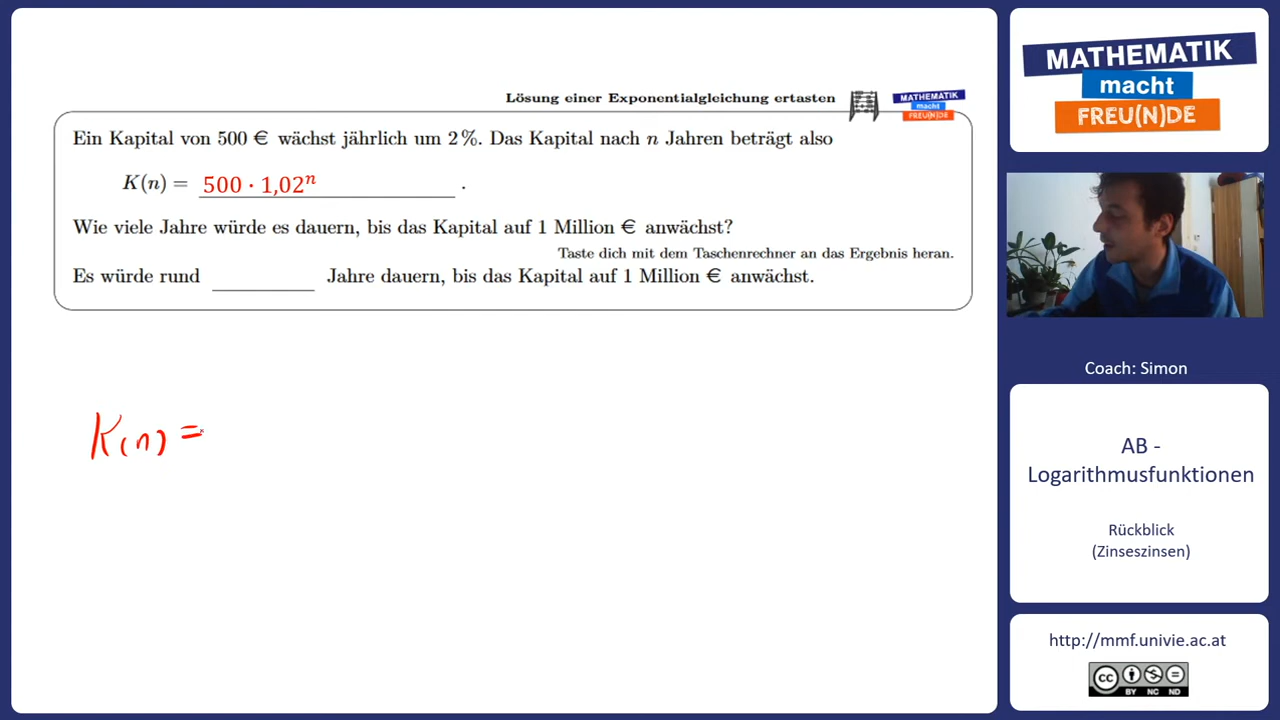 Lösung einer Exponentialgleichung ertasten
MATHEMATIK
macht
FREU(N)DE
Ein Kapital von 500 € wächst jährlich um 2 %. Das Kapital nach n Jahren beträgt also
K(n) = 500 · 1,02ⁿ .
Wie viele Jahre würde es dauern, bis das Kapital auf 1 Million € anwächst?
Taste dich mit dem Taschenrechner an das Ergebnis heran.
Es würde rund ______ Jahre dauern, bis das Kapital auf 1 Million € anwächst.
K(n) =
MATHEMATIK
macht
FREU(N)DE
Coach: Simon
AB -
Logarithmusfunktionen
Rückblick
(Zinseszinsen)
http://mmf.univie.ac.at
cc
BY NC ND